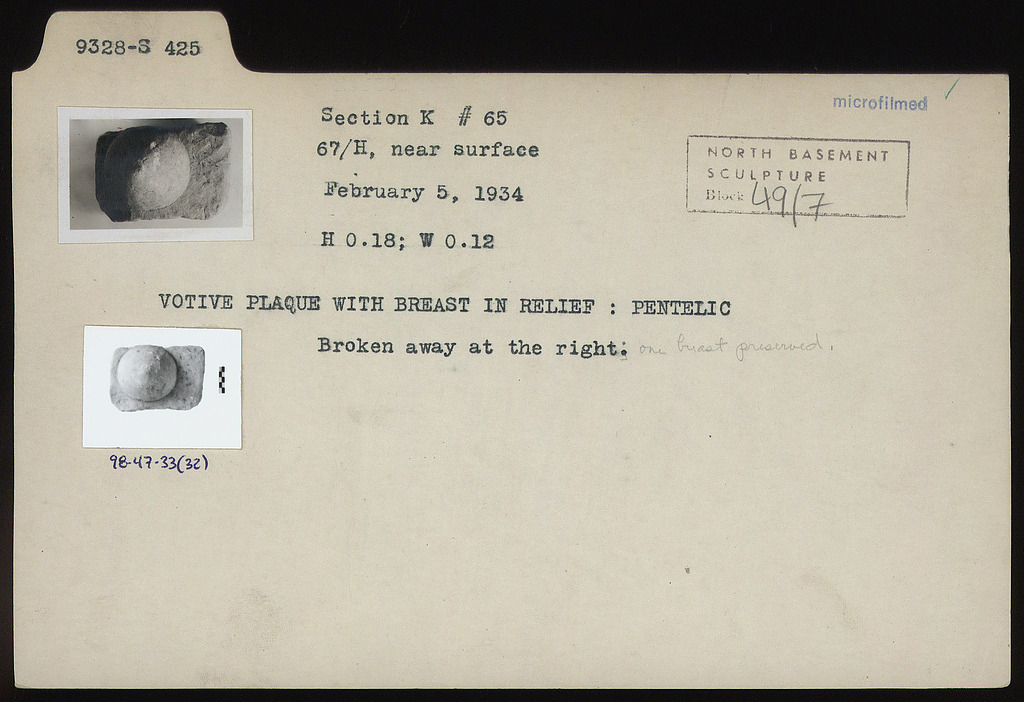 9328-S 425
microfilmed
Section K # 65
67/H, near surface
February 5, 1934
H 0.18; W 0.12
NORTH BASEMENT
SCULPTURE
Block 49/7
VOTIVE PLAQUE WITH BREAST IN RELIEF : PENTELIC
Broken away at the right; one breast preserved.
98-47-33(32)